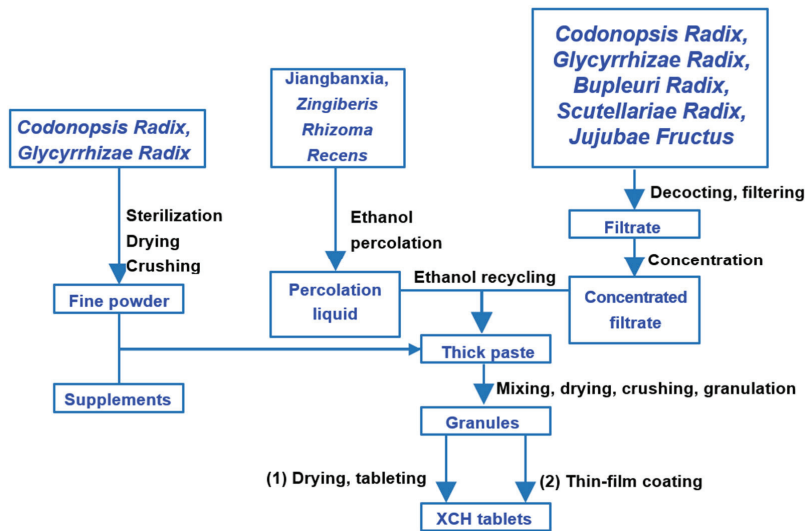 Codonopsis Radix,
Glycyrrhizae Radix
Jiangbanxia,
Zingiberis
Rhizoma
Recens
Codonopsis Radix,
Glycyrrhizae Radix,
Bupleuri Radix,
Scutellariae Radix,
Jujubae Fructus
Sterilization
Drying
Crushing
Ethanol
percolation
Decocting, filtering
Filtrate
Concentration
Fine powder
Percolation
liquid
Ethanol recycling
Concentrated
filtrate
Thick paste
Supplements
Mixing, drying, crushing, granulation
Granules
(1) Drying, tableting
(2) Thin-film coating
XCH tablets